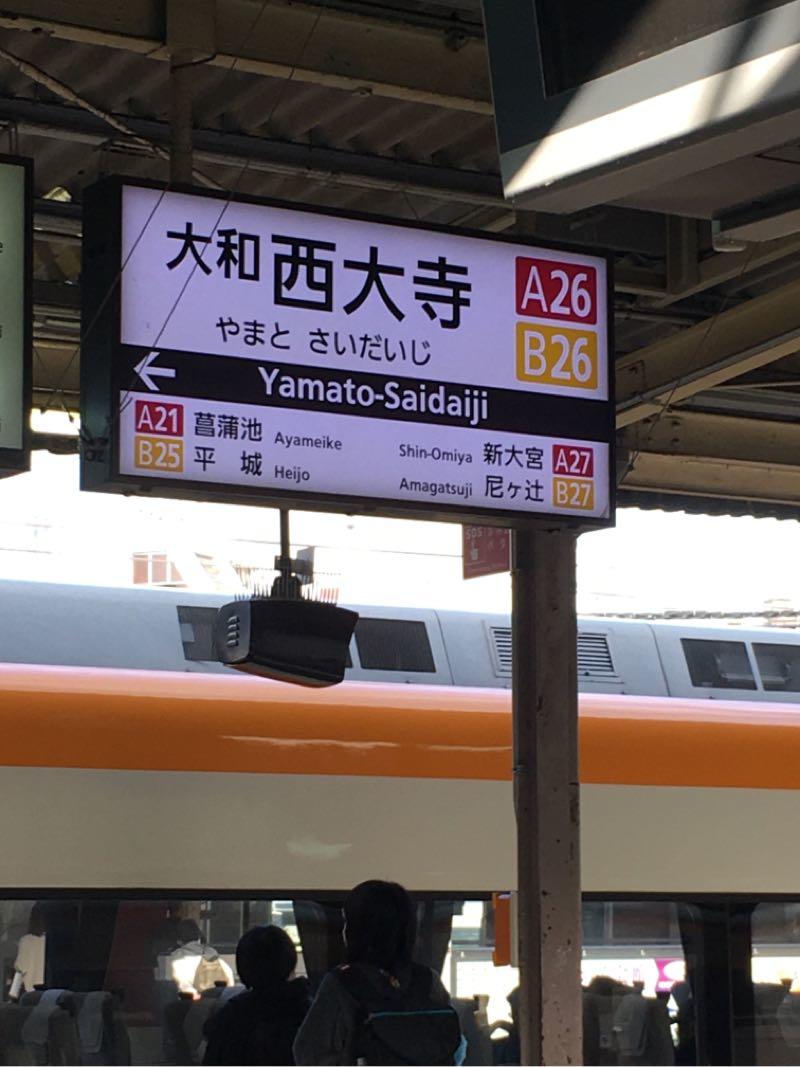 大和西大寺 A26
やまと さいだいじ B26
← Yamato-Saidaiji
A21 菖蒲池 Ayameike Shin-Omiya 新大宮 A27
B25 平城 Heijo Amagatsuji 尼ヶ辻 B27
SOS